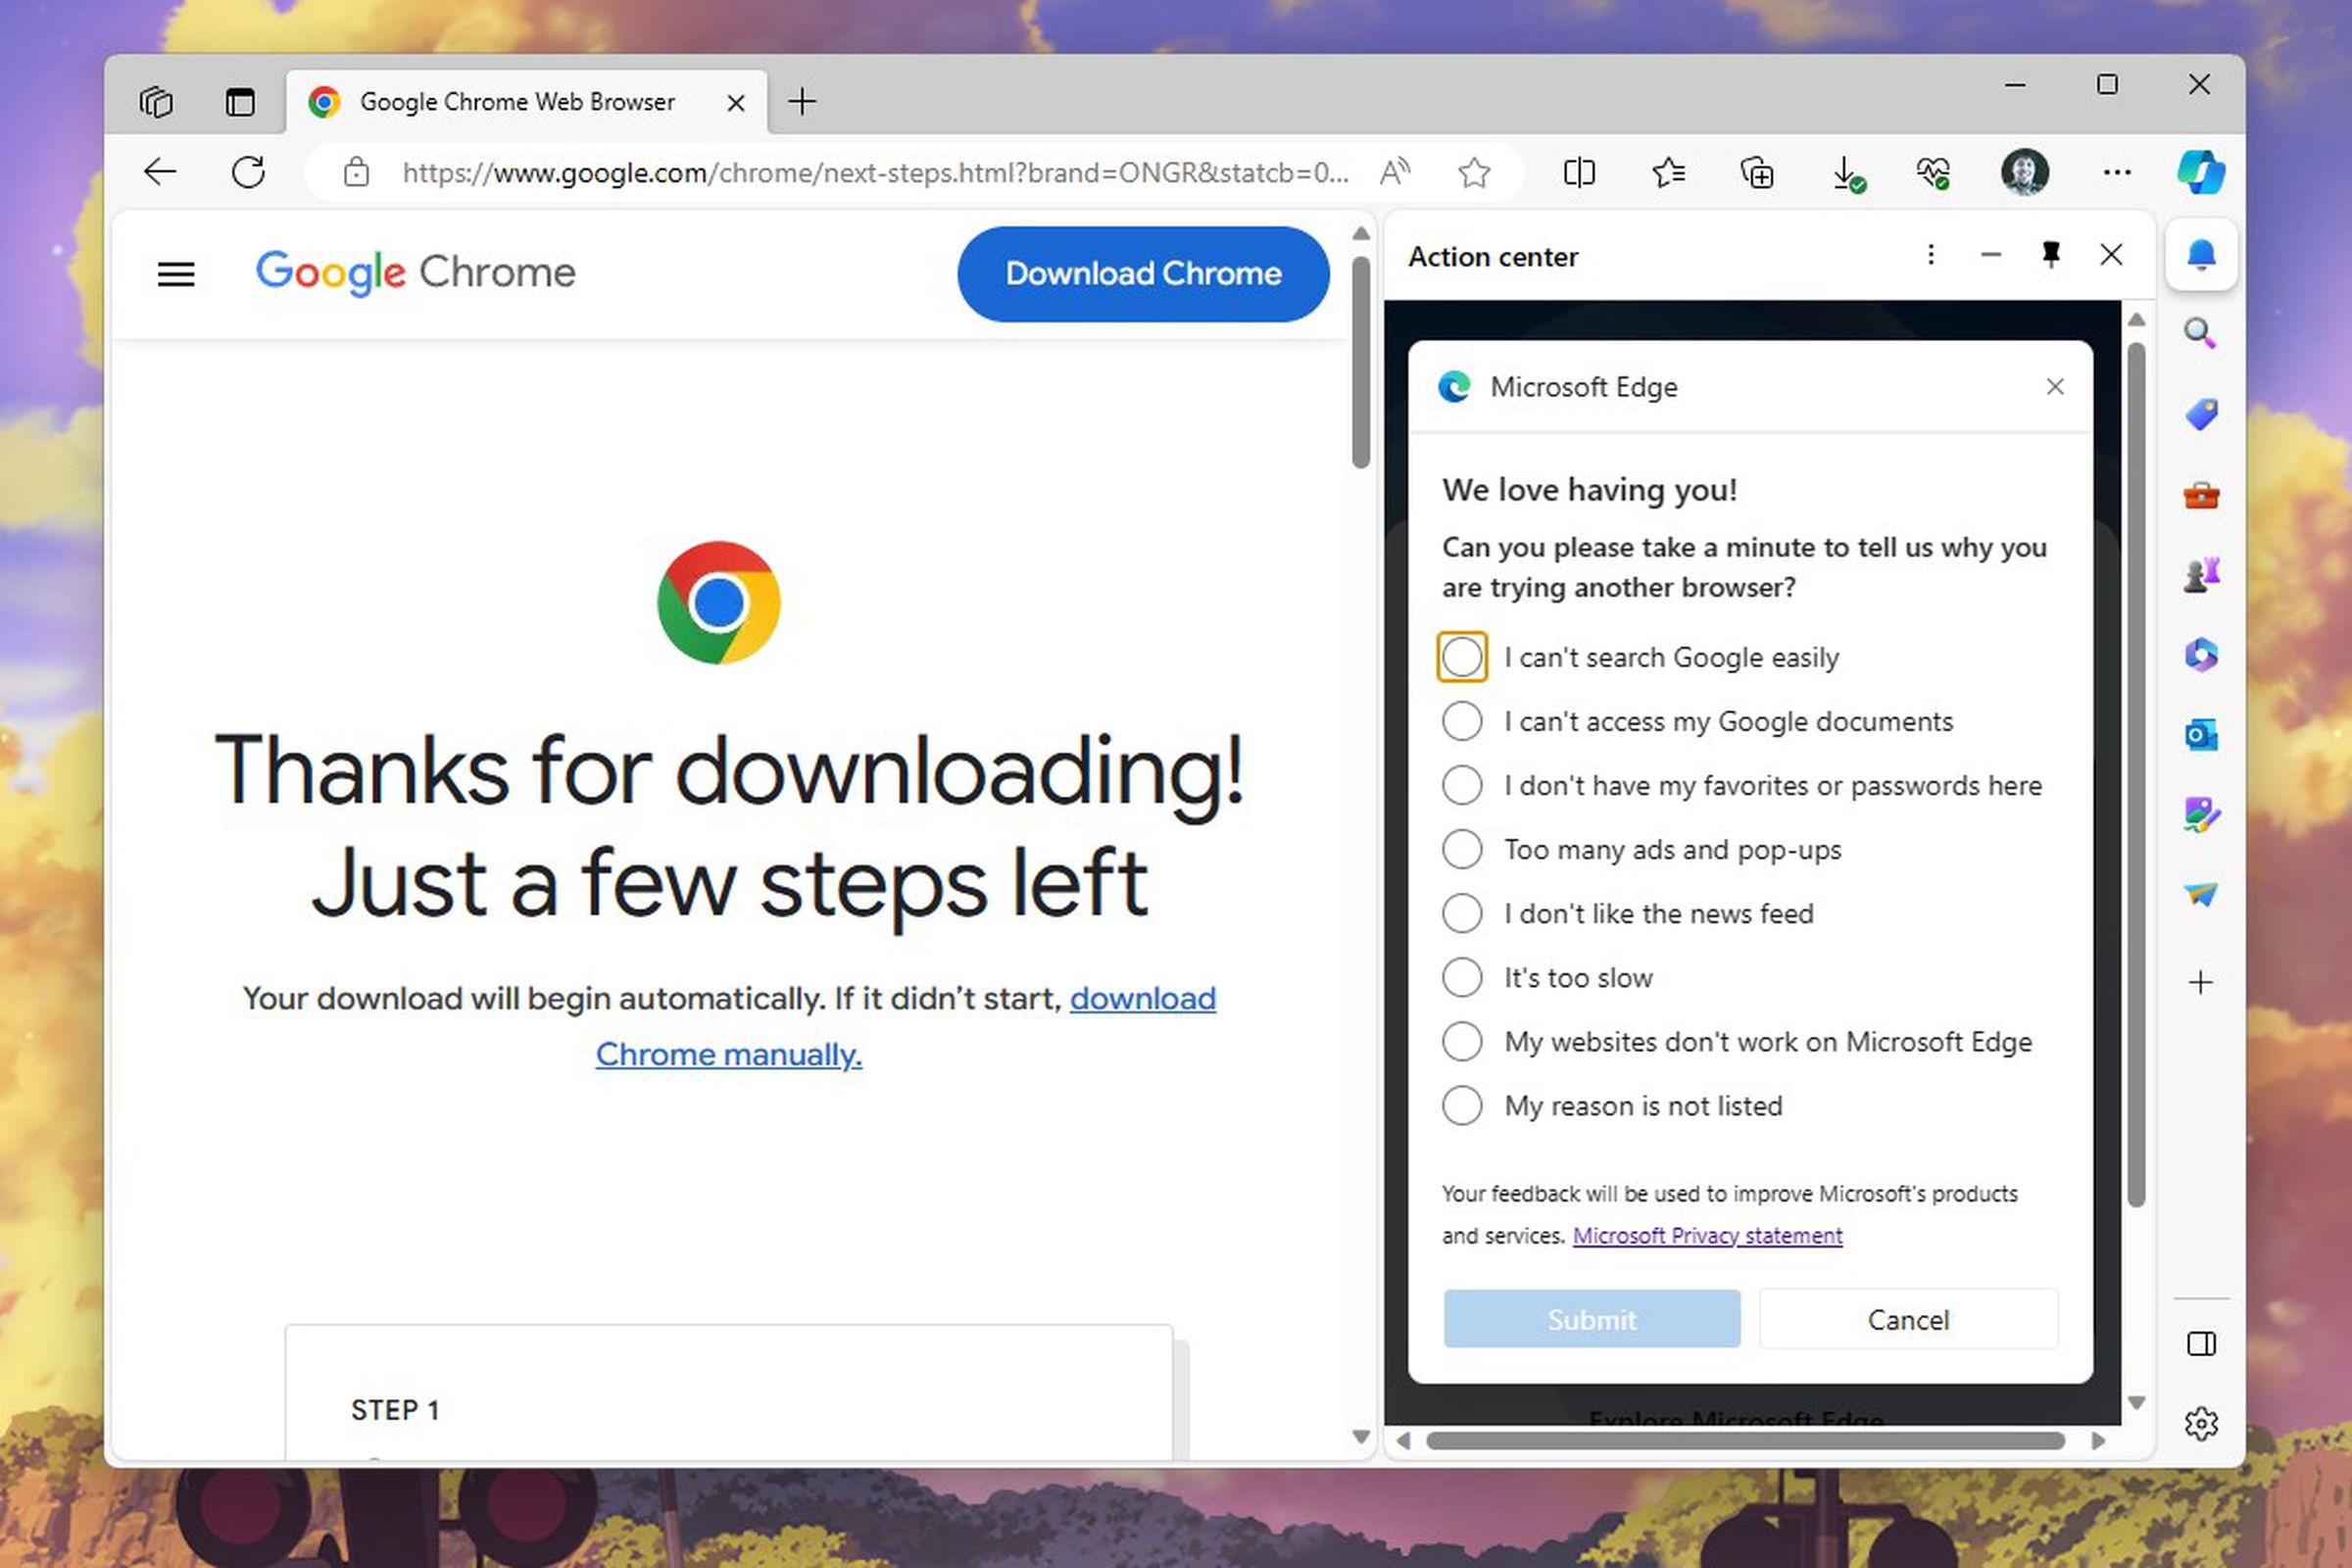 Google Chrome Web Browser
https://www.google.com/chrome/next-steps.html?brand=ONGR&statcb=0...
Google Chrome
Download Chrome
Thanks for downloading!
Just a few steps left
Your download will begin automatically. If it didn’t start, download
Chrome manually.
STEP 1
Action center
Microsoft Edge
We love having you!
Can you please take a minute to tell us why you
are trying another browser?
I can't search Google easily
I can't access my Google documents
I don't have my favorites or passwords here
Too many ads and pop-ups
I don't like the news feed
It's too slow
My websites don't work on Microsoft Edge
My reason is not listed
Your feedback will be used to improve Microsoft's products
and services. Microsoft Privacy statement
Submit
Cancel
Explore Microsoft Edge